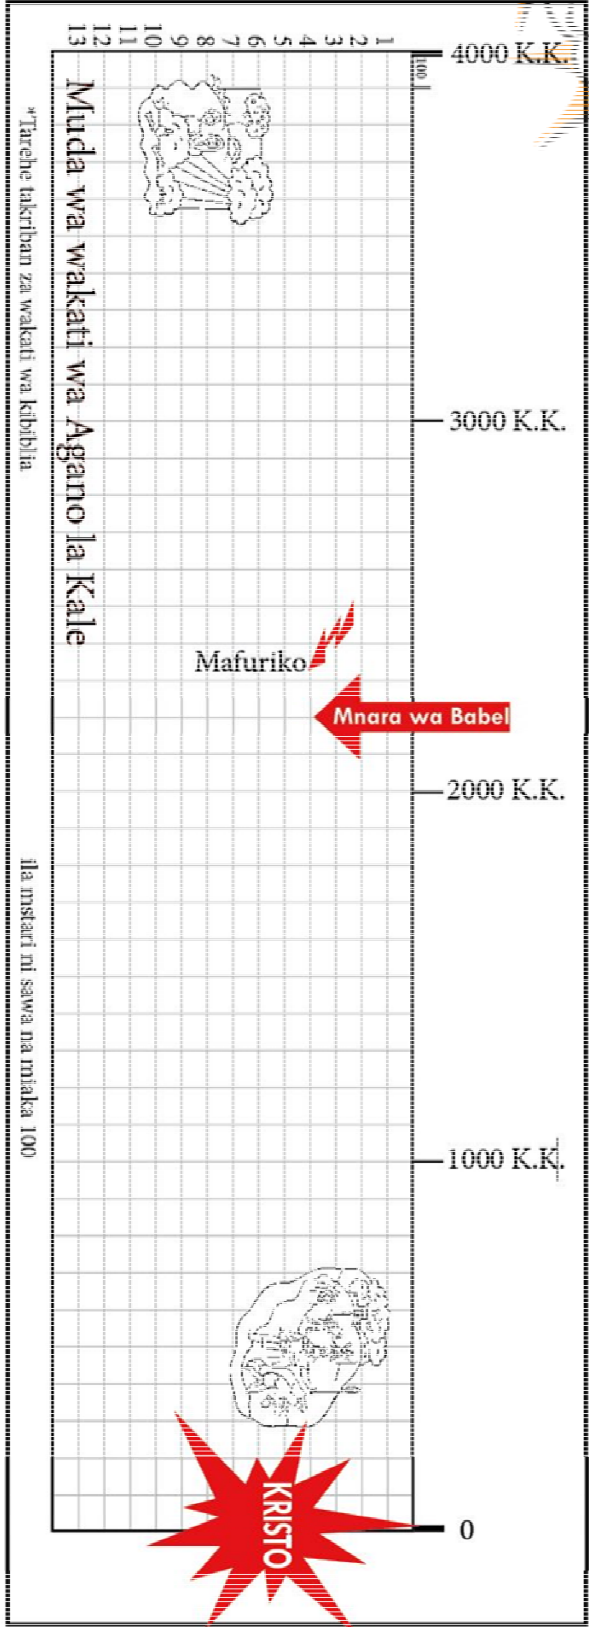 4000 K.K.
100
3000 K.K.
2000 K.K.
1000 K.K.
0
1
2
3
4
5
6
7
8
9
10
11
12
13
Mafuriko
Mnara wa Babel
KRISTO
Muda wa wakati wa Agano la Kale
*Tarehe takriban za wakati wa kibiblia
ila mstari ni sawa na miaka 100